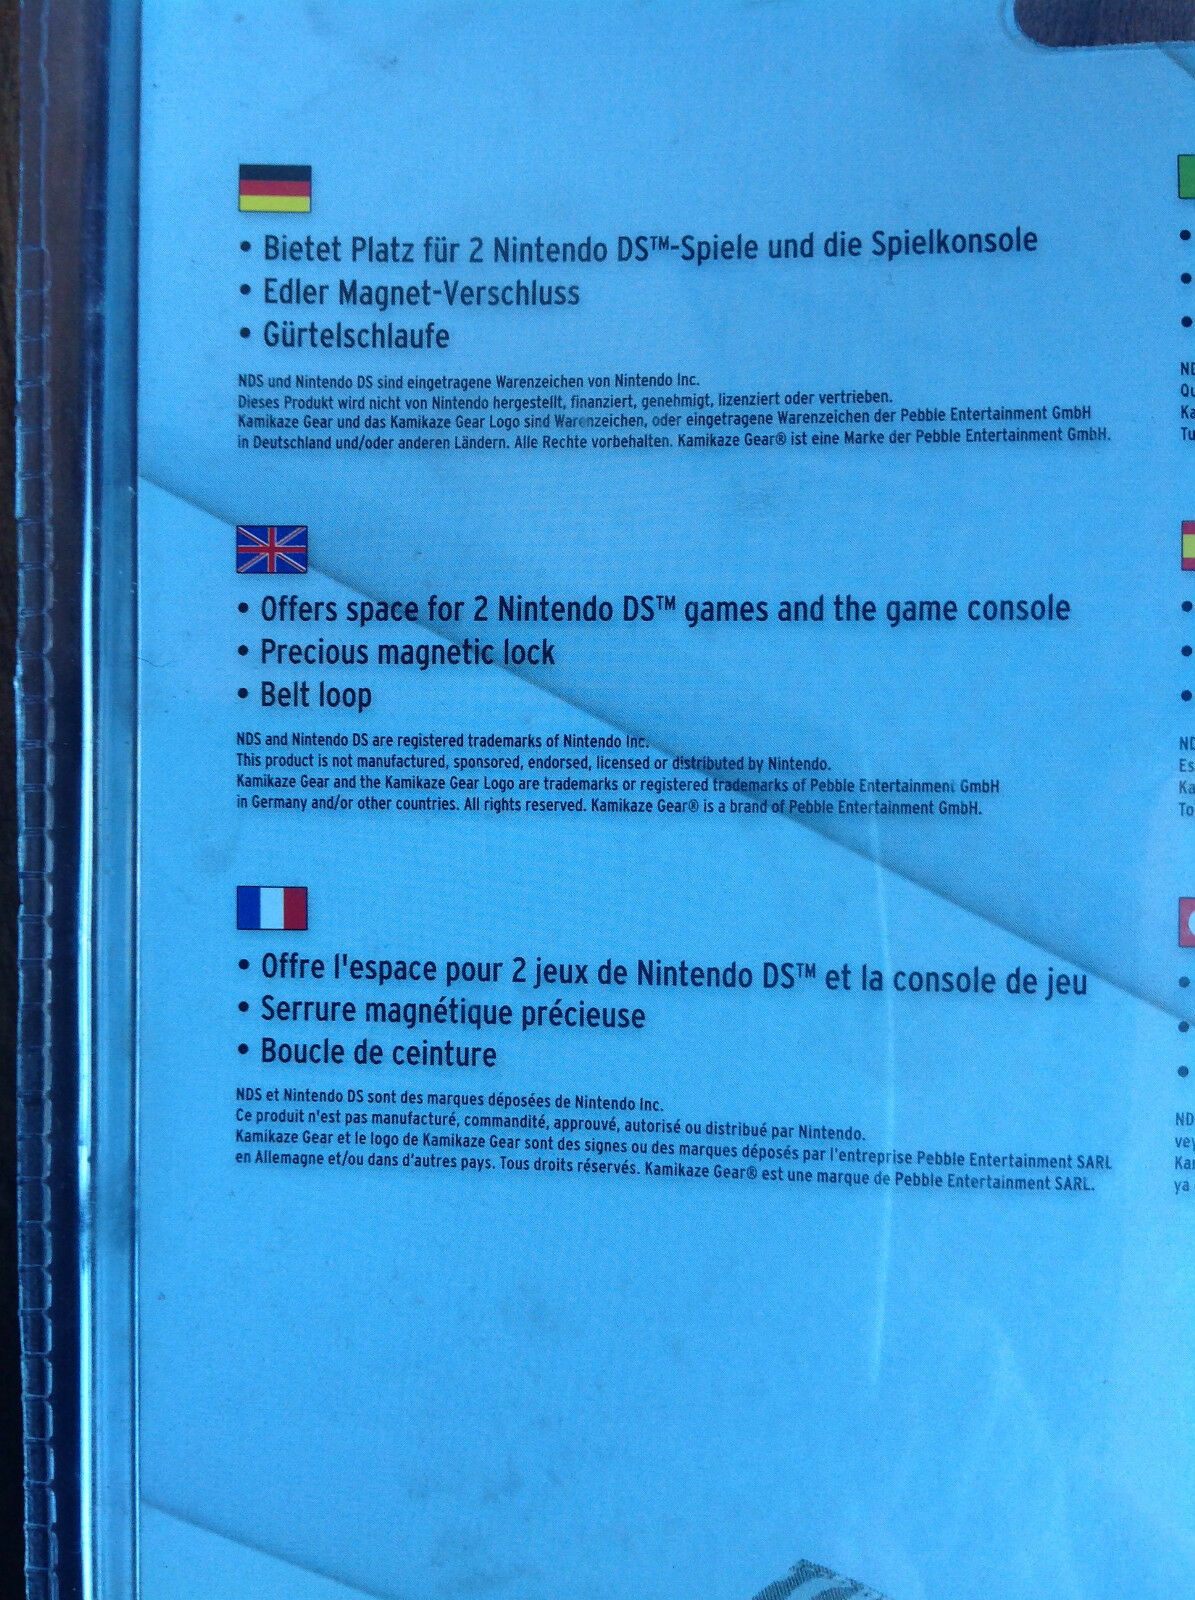 • Bietet Platz für 2 Nintendo DS™-Spiele und die Spielkonsole
• Edler Magnet-Verschluss
• Gürtelschlaufe
NDS und Nintendo DS sind eingetragene Warenzeichen von Nintendo Inc.
Dieses Produkt wird nicht von Nintendo hergestellt, finanziert, genehmigt, lizenziert oder vertrieben.
Kamikaze Gear und das Kamikaze Gear Logo sind Warenzeichen, oder eingetragene Warenzeichen der Pebble Entertainment GmbH
in Deutschland und/oder anderen Ländern. Alle Rechte vorbehalten. Kamikaze Gear® ist eine Marke der Pebble Entertainment GmbH.
• Offers space for 2 Nintendo DS™ games and the game console
• Precious magnetic lock
• Belt loop
NDS and Nintendo DS are registered trademarks of Nintendo Inc.
This product is not manufactured, sponsored, endorsed, licensed or distributed by Nintendo.
Kamikaze Gear and the Kamikaze Gear Logo are trademarks or registered trademarks of Pebble Entertainment GmbH
in Germany and/or other countries. All rights reserved. Kamikaze Gear® is a brand of Pebble Entertainment GmbH.
• Offre l'espace pour 2 jeux de Nintendo DS™ et la console de jeu
• Serrure magnétique précieuse
• Boucle de ceinture
NDS et Nintendo DS sont des marques déposées de Nintendo Inc.
Ce produit n'est pas manufacturé, commandité, approuvé, autorisé ou distribué par Nintendo.
Kamikaze Gear et le logo de Kamikaze Gear sont des signes ou des marques déposés par l'entreprise Pebble Entertainment SARL
en Allemagne et/ou dans d'autres pays. Tous droits réservés. Kamikaze Gear® est une marque de Pebble Entertainment SARL.